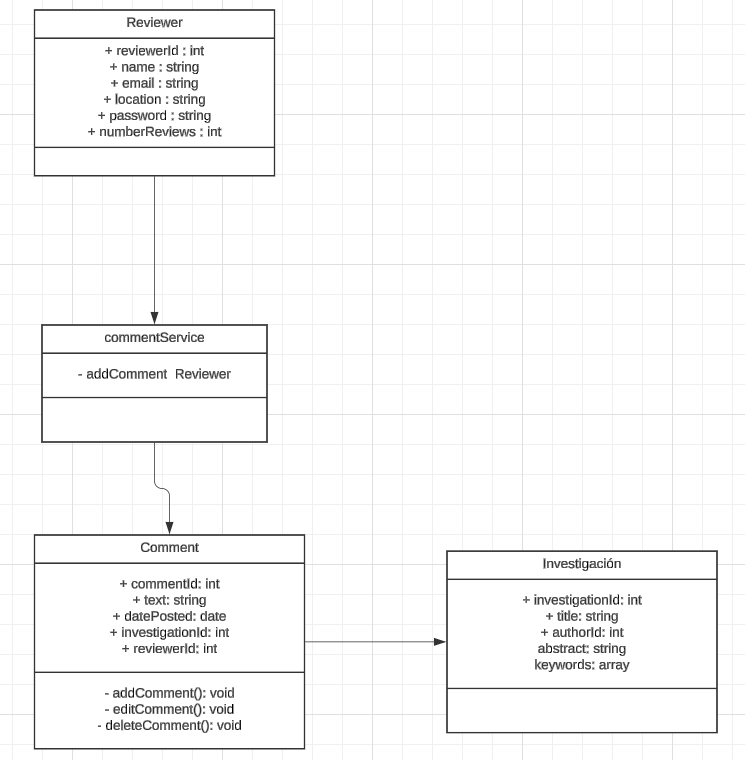 Reviewer
+ reviewerId : int
+ name : string
+ email : string
+ location : string
+ password : string
+ numberReviews : int
commentService
- addComment  Reviewer
Comment
+ commentId: int
+ text: string
+ datePosted: date
+ investigationId: int
+ reviewerId: int
- addComment(): void
- editComment(): void
- deleteComment(): void
Investigación
+ investigationId: int
+ title: string
+ authorId: int
abstract: string
keywords: array